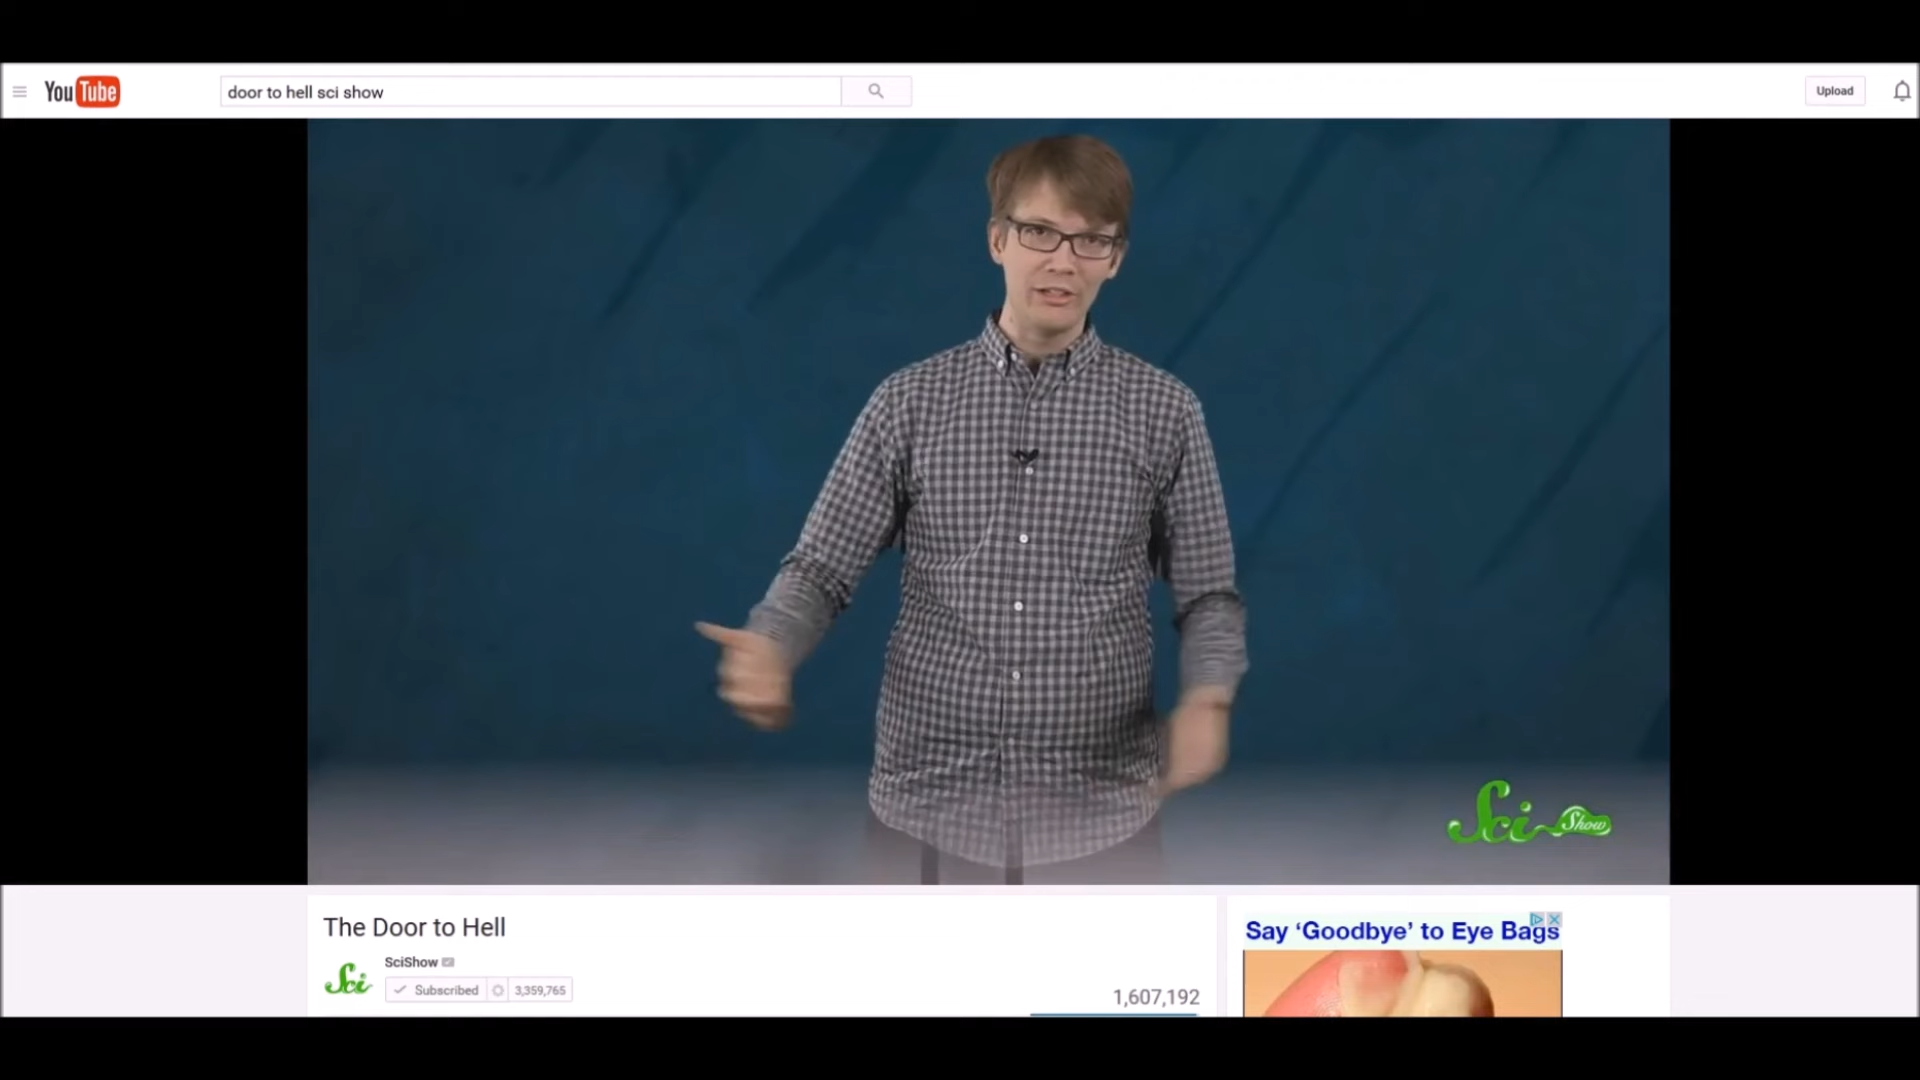 YouTube
door to hell sci show
Upload
Sci Show
The Door to Hell
Sci
SciShow
Subscribed
3,359,765
1,607,192
Say ‘Goodbye’ to Eye Bags